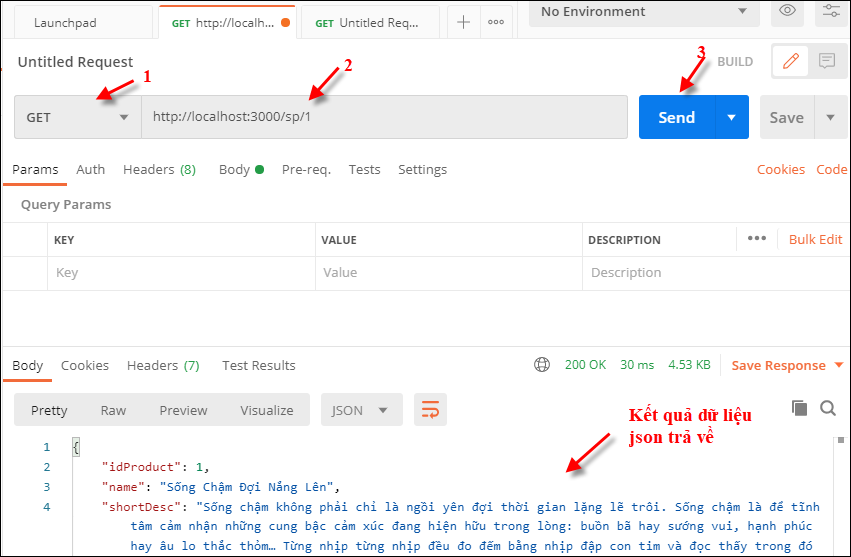 Launchpad
GET http://localh...
GET Untitled Req...
No Environment
Untitled Request
1
2
3
BUILD
GET
http://localhost:3000/sp/1
Send
Save
Params
Auth
Headers (8)
Body
Pre-req.
Tests
Settings
Cookies
Code
Query Params
KEY
VALUE
DESCRIPTION
Bulk Edit
Key
Value
Description
Body
Cookies
Headers (7)
Test Results
200 OK
30 ms
4.53 KB
Save Response
Pretty
Raw
Preview
Visualize
JSON
Kết quả dữ liệu
json trả về
1 {
2 "idProduct": 1,
3 "name": "Sống Chậm Đợi Nắng Lên",
4 "shortDesc": "Sống chậm không phải chỉ là ngồi yên đợi thời gian lặng lẽ trôi. Sống chậm là để tĩnh
tâm cảm nhận những cung bậc cảm xúc đang hiện hữu trong lòng: buồn bã hay sướng vui, hạnh phúc
hay âu lo thắc thỏm… Từng nhịp từng nhịp đều đo đếm bằng nhịp đập con tim và đọc thấy trong đó